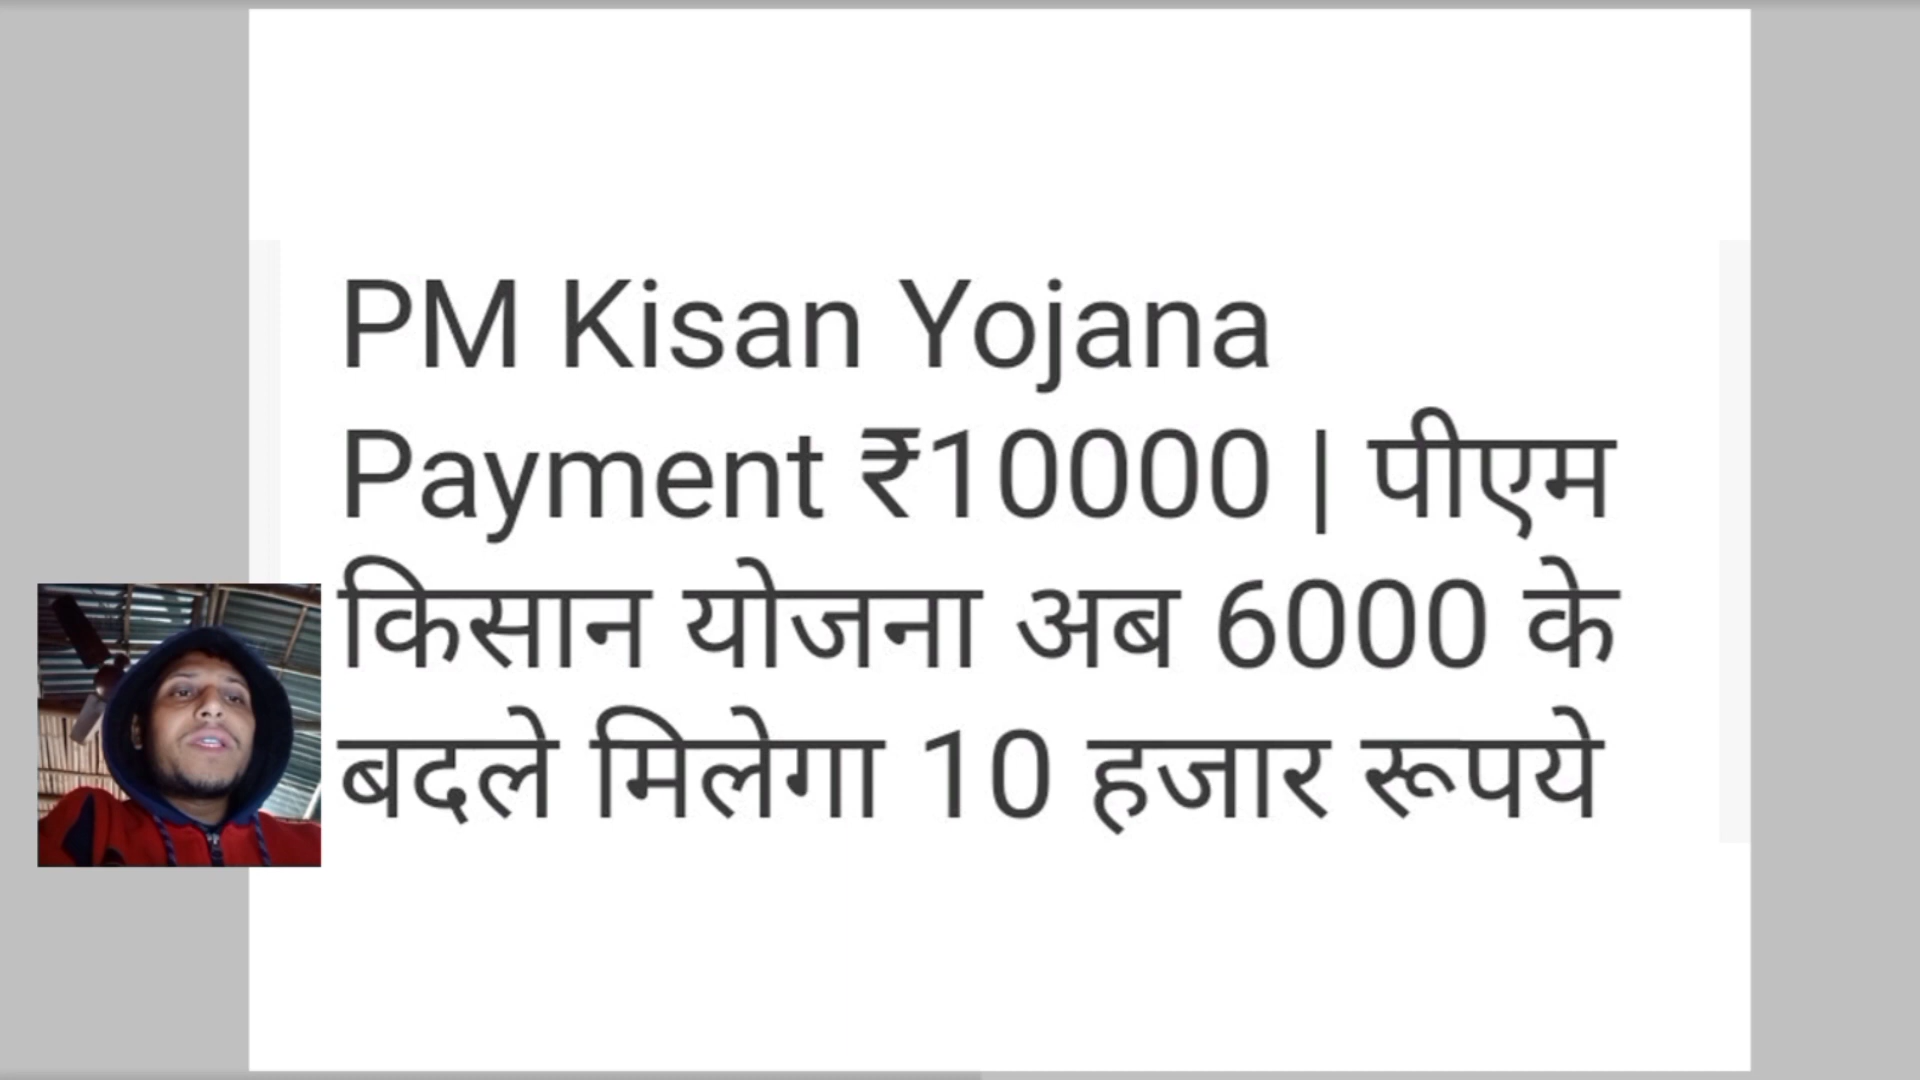 PM Kisan Yojana
Payment ₹10000 | पीएम
किसान योजना अब 6000 के
बदले मिलेगा 10 हजार रूपये